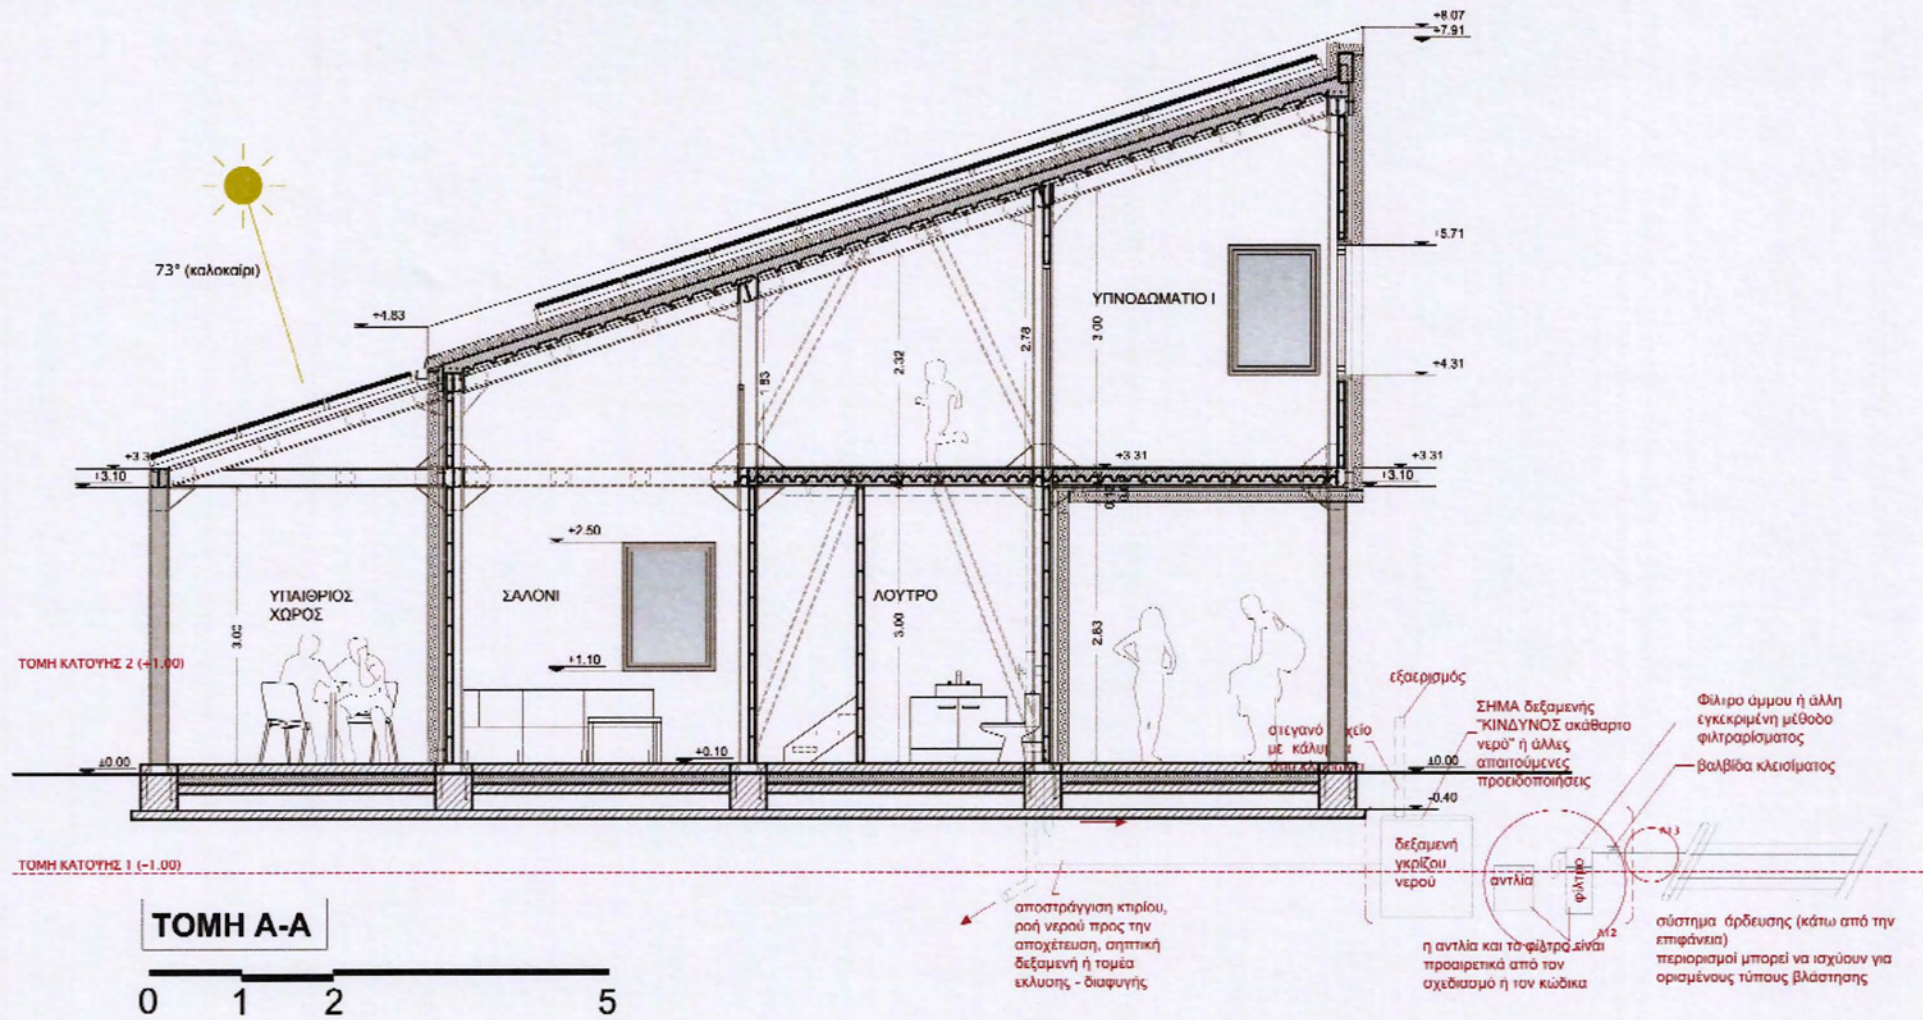 +8.07
+7.91
+5.71
73° (καλοκαίρι)
ΥΠΝΟΔΩΜΑΤΙΟ Ι
+4.83
2.78
3.00
2.32
1.83
+4.31
+3.31
+3.31
+3.10
+3.10
+2.50
ΥΠΑΙΘΡΙΟΣ
ΧΩΡΟΣ
ΣΑΛΟΝΙ
ΛΟΥΤΡΟ
3.00
3.00
2.83
+1.10
ΤΟΜΗ ΚΑΤΟΨΗΣ 2 (+1.00)
εξαερισμός
ΣΗΜΑ δεξαμενής
"ΚΙΝΔΥΝΟΣ ακάθαρτο
νερό" ή άλλες
απαιτούμενες
προειδοποιήσεις
Φίλτρο άμμου ή άλλη
εγκεκριμένη μέθοδο
φιλτραρίσματος
βαλβίδα κλεισίματος
στεγανό
με
±0.00
+0.10
±0.00
-0.40
ΤΟΜΗ ΚΑΤΟΨΗΣ 1 (-1.00)
δεξαμενή
γκρίζου
νερού
αντλία
φίλτρο
A13
A12
ΤΟΜΗ Α-Α
0 1 2 5
αποστράγγιση κτιρίου,
ροή νερού προς την
αποχέτευση, σηπτική
δεξαμενή ή τομέα
έκλυσης - διαφυγής
η αντλία και το φίλτρο είναι
προαιρετικά από τον
σχεδιασμό ή τον κώδικα
σύστημα άρδευσης (κάτω από την
επιφάνεια)
περιορισμοί μπορεί να ισχύουν για
ορισμένους τύπους βλάστησης